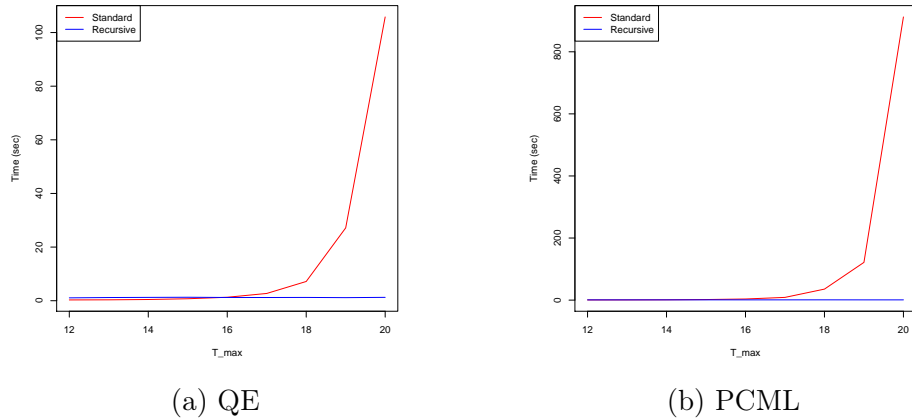 Standard
Recursive
100
80
60
40
20
0
Time (sec)
12 14 16 18 20
T_max
(a) QE
Standard
Recursive
800
600
400
200
0
Time (sec)
12 14 16 18 20
T_max
(b) PCML